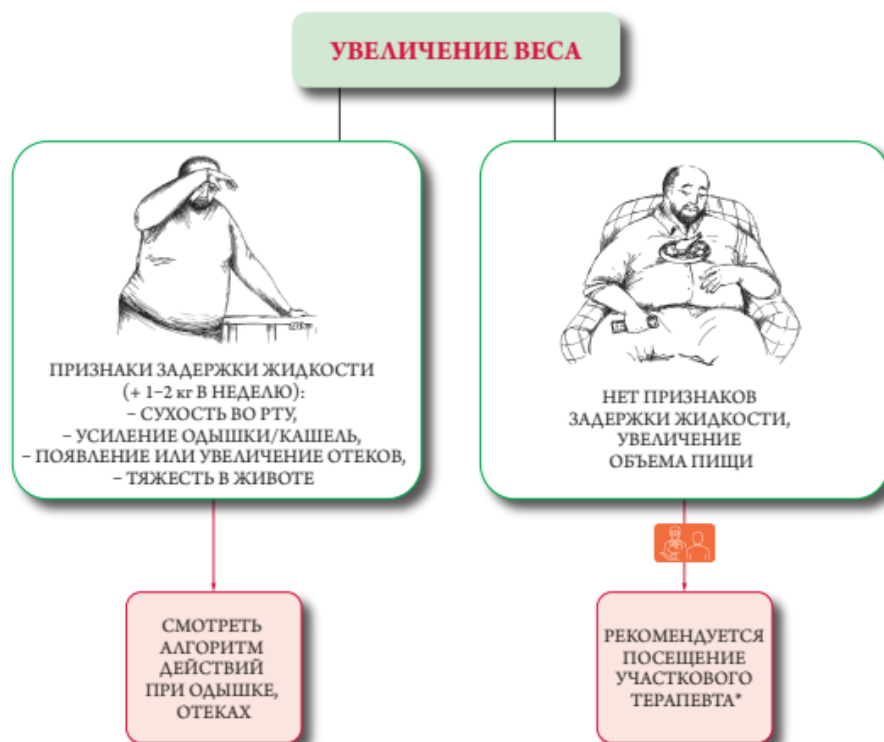 УВЕЛИЧЕНИЕ ВЕСА
ПРИЗНАКИ ЗАДЕРЖКИ ЖИДКОСТИ
(+ 1–2 кг В НЕДЕЛЮ):
– СУХОСТЬ ВО РТУ,
– УСИЛЕНИЕ ОДЫШКИ/КАШЕЛЬ,
– ПОЯВЛЕНИЕ ИЛИ УВЕЛИЧЕНИЕ ОТЕКОВ,
– ТЯЖЕСТЬ В ЖИВОТЕ
НЕТ ПРИЗНАКОВ
ЗАДЕРЖКИ ЖИДКОСТИ,
УВЕЛИЧЕНИЕ
ОБЪЕМА ПИЩИ
СМОТРЕТЬ
АЛГОРИТМ
ДЕЙСТВИЙ
ПРИ ОДЫШКЕ,
ОТЕКАХ
РЕКОМЕНДУЕТСЯ
ПОСЕЩЕНИЕ
УЧАСТКОВОГО
ТЕРАПЕВТА*